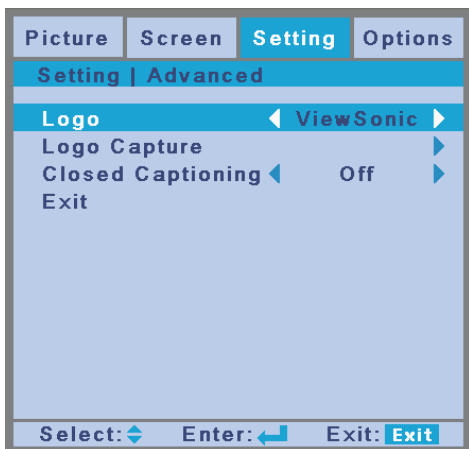 Picture Screen Setting Options
Setting | Advanced
Logo ViewSonic
Logo Capture
Closed Captioning Off
Exit
Select: Enter: Exit: Exit